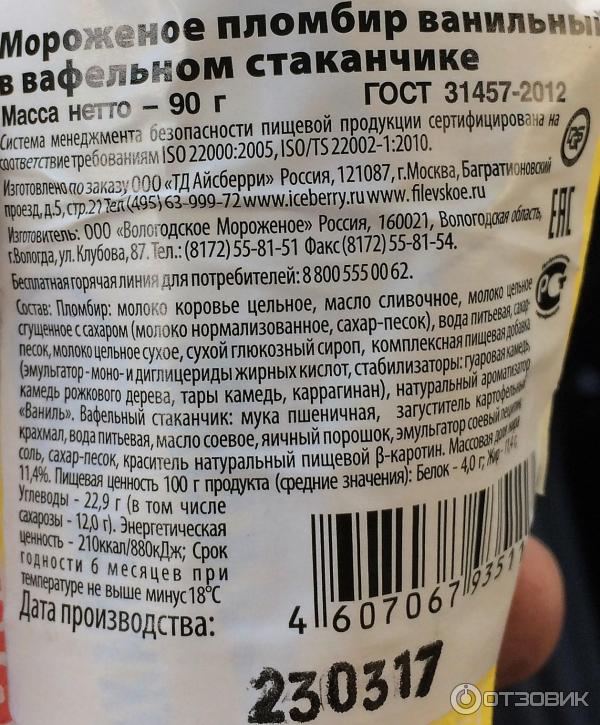 Мороженое пломбир ванильны
в вафельном стаканчике
Масса нетто – 90 г ГОСТ 31457-2012
Система менеджмента безопасности пищевой продукции сертифицирована на
соответствие требованиям ISO 22000:2005, ISO/TS 22002-1:2010.
Изготовлено по заказу ООО «ТД Айсберри» Россия, 121087, г.Москва, Багратионовский
проезд, д.5, стр.2? Тел (495) 63-999-72 www.iceberry.ru www.filevskoe.ru
Изготовитель: ООО «Вологодское Мороженое» Россия, 160021, Вологодская область,
г.Вологда, ул. Клубова, 87. Тел.: (8172) 55-81-51 Факс (8172) 55-81-54.
ЕАС
Бесплатная горячая линия для потребителей: 8 800 555 00 62.
Состав: Пломбир: молоко коровье цельное, масло сливочное, молоко цельное
сгущенное с сахаром (молоко нормализованное, сахар-песок), вода питьевая, сахар-
песок, молоко цельное сухое, сухой глюкозный сироп, комплексная пищевая добавка
(эмульгатор - моно- и диглицериды жирных кислот, стабилизаторы: гуаровая камедь,
камедь рожкового дерева, тары камедь, каррагинан), натуральный ароматизатор
«Ваниль». Вафельный стаканчик: мука пшеничная, загуститель картофельный
крахмал, вода питьевая, масло соевое, яичный порошок, эмульгатор соевый лецитин,
соль, сахар-песок, краситель натуральный пищевой β-каротин. Массовая доля жира
11,4%. Пищевая ценность 100 г продукта (средние значения): Белок - 4,0 г; Жир - 11,4 г;
Углеводы - 22,9 г (в том числе
сахарозы - 12,0 г). Энергетическая
ценность - 210ккал/880кДж; Срок
годности 6 месяцев при
температуре не выше минус 18°С
Дата производства:
4 607067 93511
230317
ОТЗОВИК